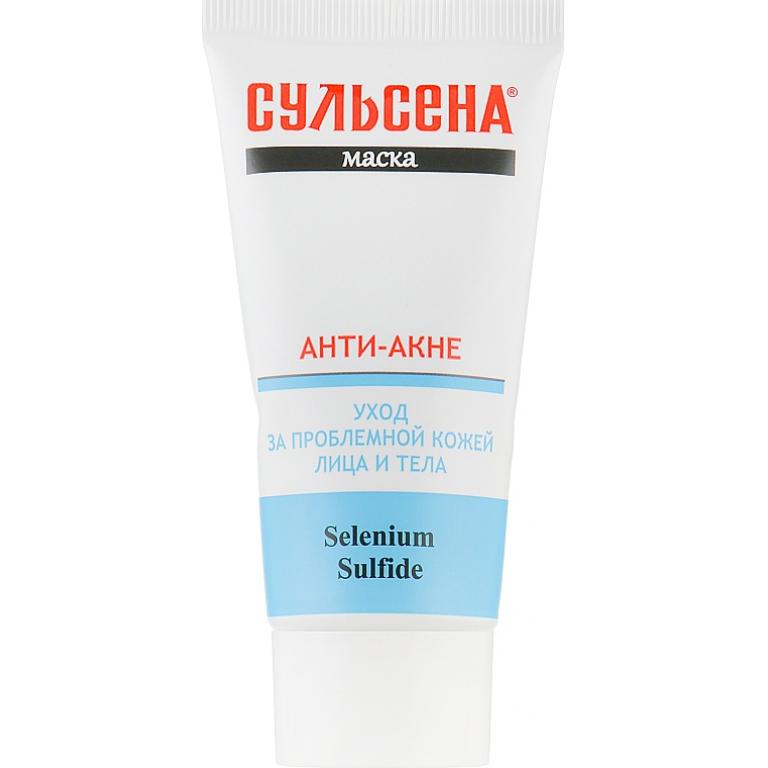 СУЛЬСЕНА®
маска
АНТИ-АКНЕ
УХОД
ЗА ПРОБЛЕМНОЙ КОЖЕЙ
ЛИЦА И ТЕЛА
Selenium
Sulfide